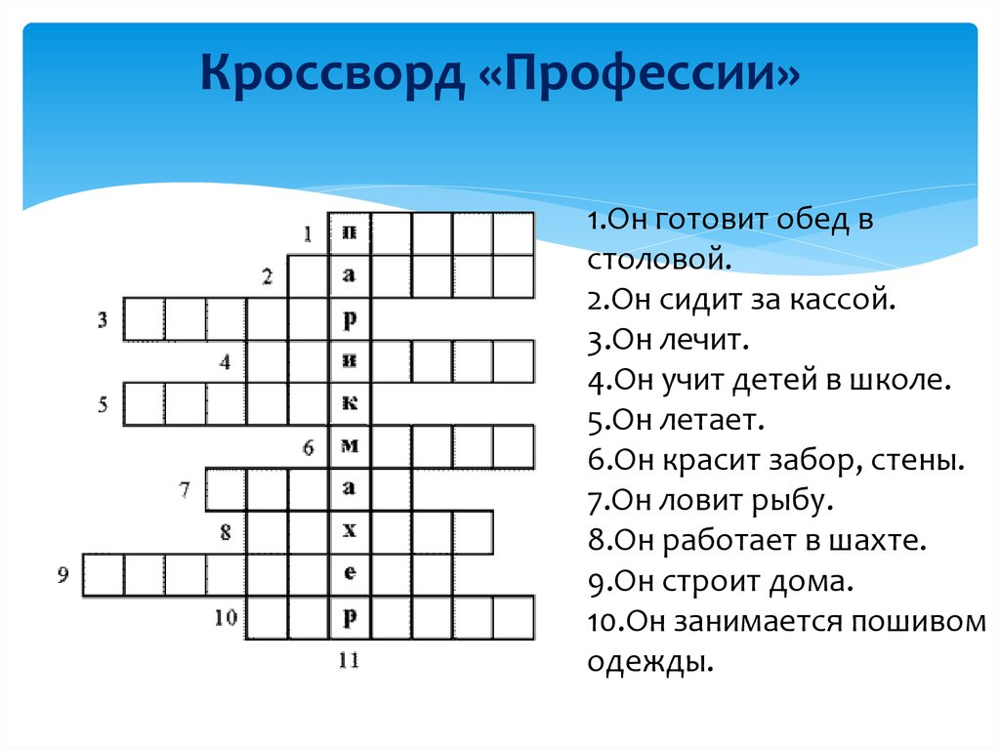 Кроссворд «Профессии»
1 п
2 а
3 р
4 и
5 к
6 м
7 а
8 х
9 е
10 р
11
1.Он готовит обед в
столовой.
2.Он сидит за кассой.
3.Он лечит.
4.Он учит детей в школе.
5.Он летает.
6.Он красит забор, стены.
7.Он ловит рыбу.
8.Он работает в шахте.
9.Он строит дома.
10.Он занимается пошивом
одежды.